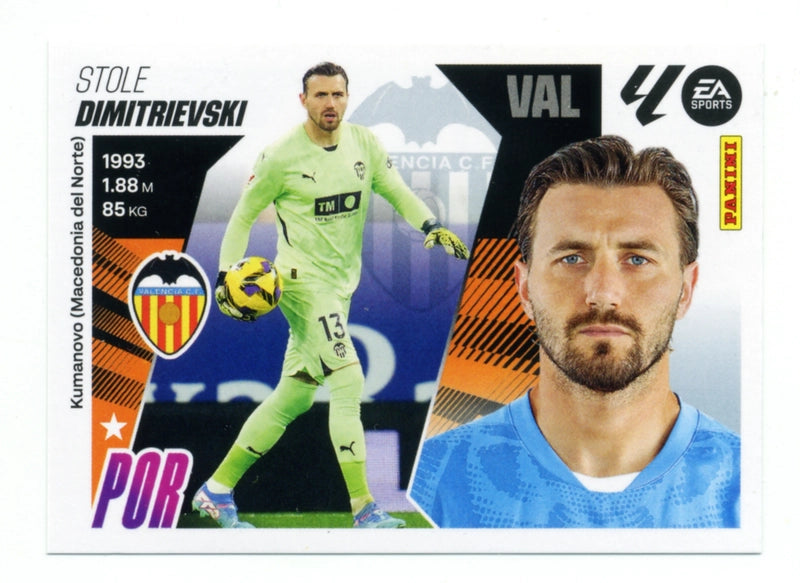 STOLE
DIMITRIEVSKI
1993
1.88 M
85 KG
Kumanovo (Macedonia del Norte)
VALENCIA C.F.
POR
VALENCIA C.F.
TM
13
VAL
EA
SPORTS
PANINI